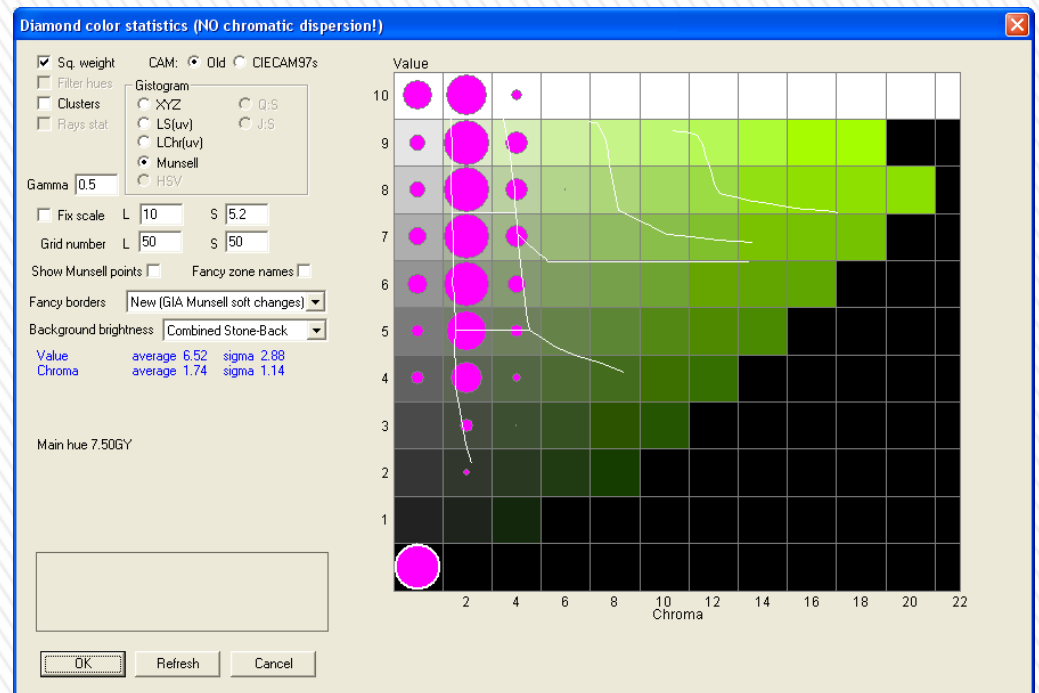 Diamond color statistics (NO chromatic dispersion!)
Sq. weight CAM: Old CIECAM97s
Filter hues Gistogram
Clusters XYZ Q:S
Rays stat LS(uv) J:S
LChr(uv)
Munsell
Gamma 0.5 HSV
Fix scale L 10 S 5.2
Grid number L 50 S 50
Show Munsell points Fancy zone names
Fancy borders New (GIA Munsell soft changes)
Background brightness Combined Stone-Back
Value average 6.52 sigma 2.88
Chroma average 1.74 sigma 1.14
Main hue 7.50GY
OK Refresh Cancel
Value
10
9
8
7
6
5
4
3
2
1
2 4 6 8 10 12 14 16 18 20 22
Chroma